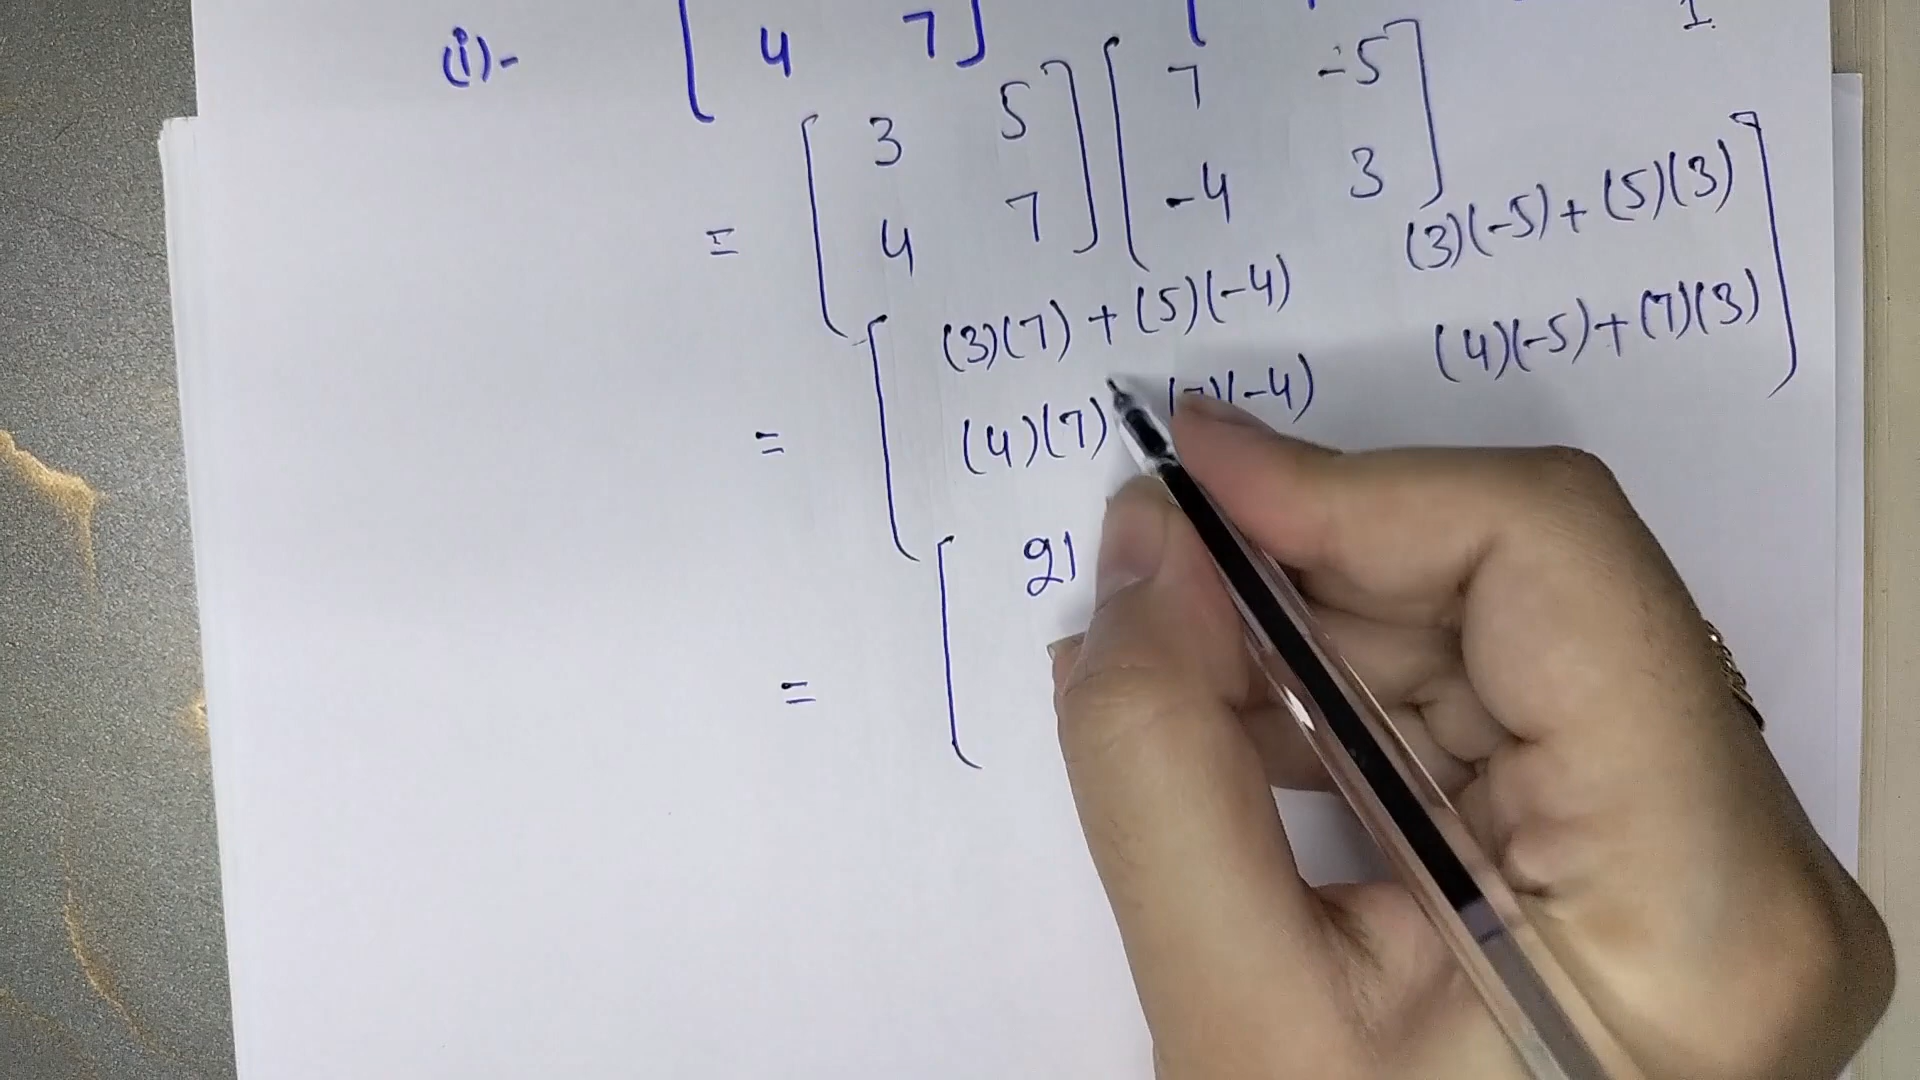 (i)- [ 4 7 ] [
1.
= [ 3 5 ] [ 7 -5 ]
4 7 -4 3
= [ (3)(7) + (5)(-4) (3)(-5) + (5)(3) ]
(4)(7) (-4) (4)(-5) + (7)(3)
= [ 21